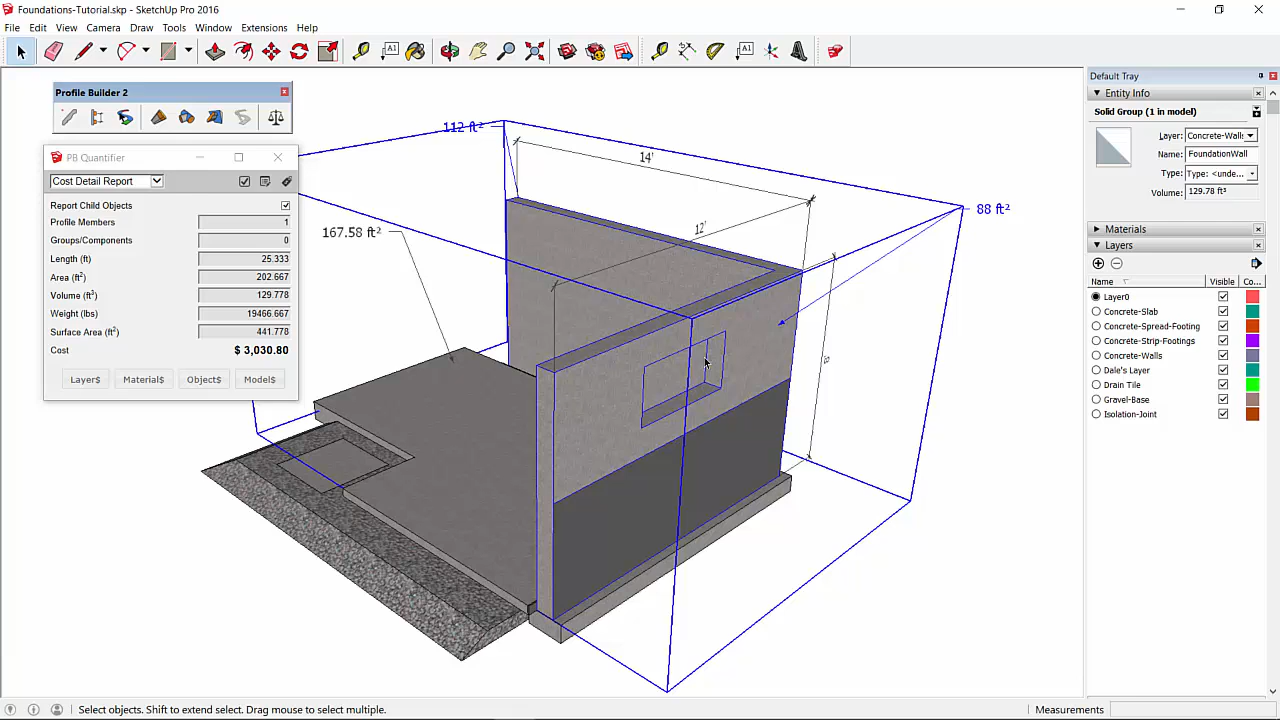 Foundations-Tutorial.skp - SketchUp Pro 2016
File Edit View Camera Draw Tools Window Extensions Help
Profile Builder 2
PB Quantifier
Cost Detail Report
Report Child Objects
Profile Members 1
Groups/Components 0
Length (ft) 25.333
Area (ft²) 202.667
Volume (ft³) 129.778
Weight (lbs) 19466.667
Surface Area (ft²) 441.778
Cost $ 3,030.80
Layer$ Material$ Object$ Model$
112 ft²
14'
12'
167.58 ft²
88 ft²
Default Tray
Entity Info
Solid Group (1 in model)
Layer: Concrete-Walls
Name: FoundationWall
Type: Type: <unde...
Volume: 129.78 ft³
Materials
Layers
Name Visible Co...
Layer0
Concrete-Slab
Concrete-Spread-Footing
Concrete-Strip-Footings
Concrete-Walls
Dale's Layer
Drain Tile
Gravel-Base
Isolation-Joint
Select objects. Shift to extend select. Drag mouse to select multiple.
Measurements